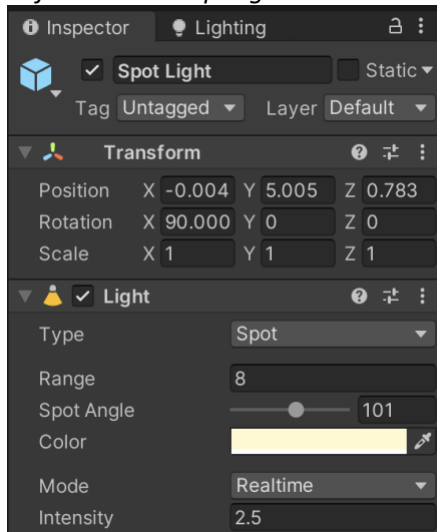 Inspector Lighting
Spot Light Static
Tag Untagged Layer Default
Transform
Position X -0.004 Y 5.005 Z 0.783
Rotation X 90.000 Y 0 Z 0
Scale X 1 Y 1 Z 1
Light
Type Spot
Range 8
Spot Angle 101
Color
Mode Realtime
Intensity 2.5